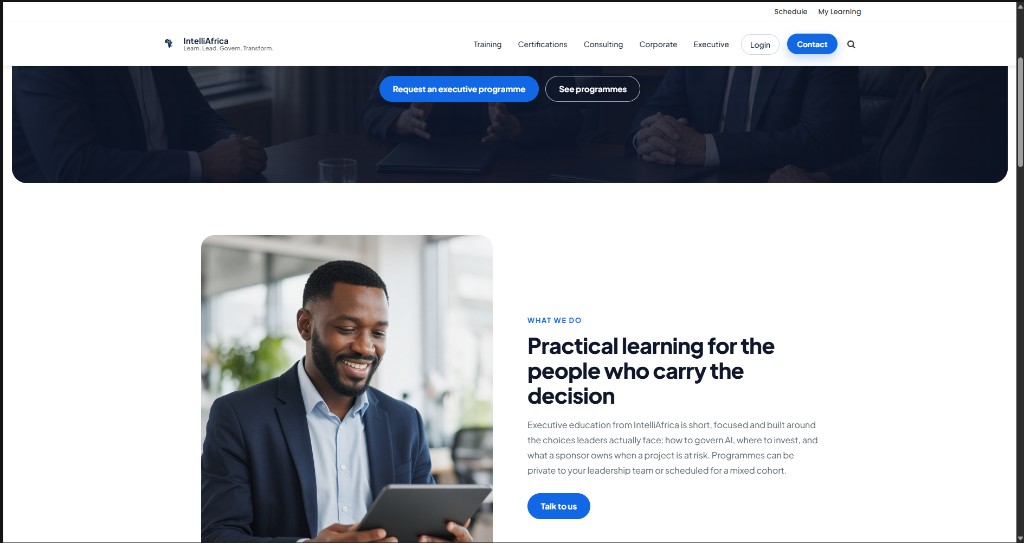 Schedule My Learning
IntelliAfrica
Learn. Lead. Govern. Transform.
Training Certifications Consulting Corporate Executive Login Contact
Request an executive programme See programmes
WHAT WE DO
Practical learning for the
people who carry the
decision
Executive education from IntelliAfrica is short, focused and built around
the choices leaders actually face: how to govern AI, where to invest, and
what a sponsor owns when a project is at risk. Programmes can be
private to your leadership team or scheduled for a mixed cohort.
Talk to us